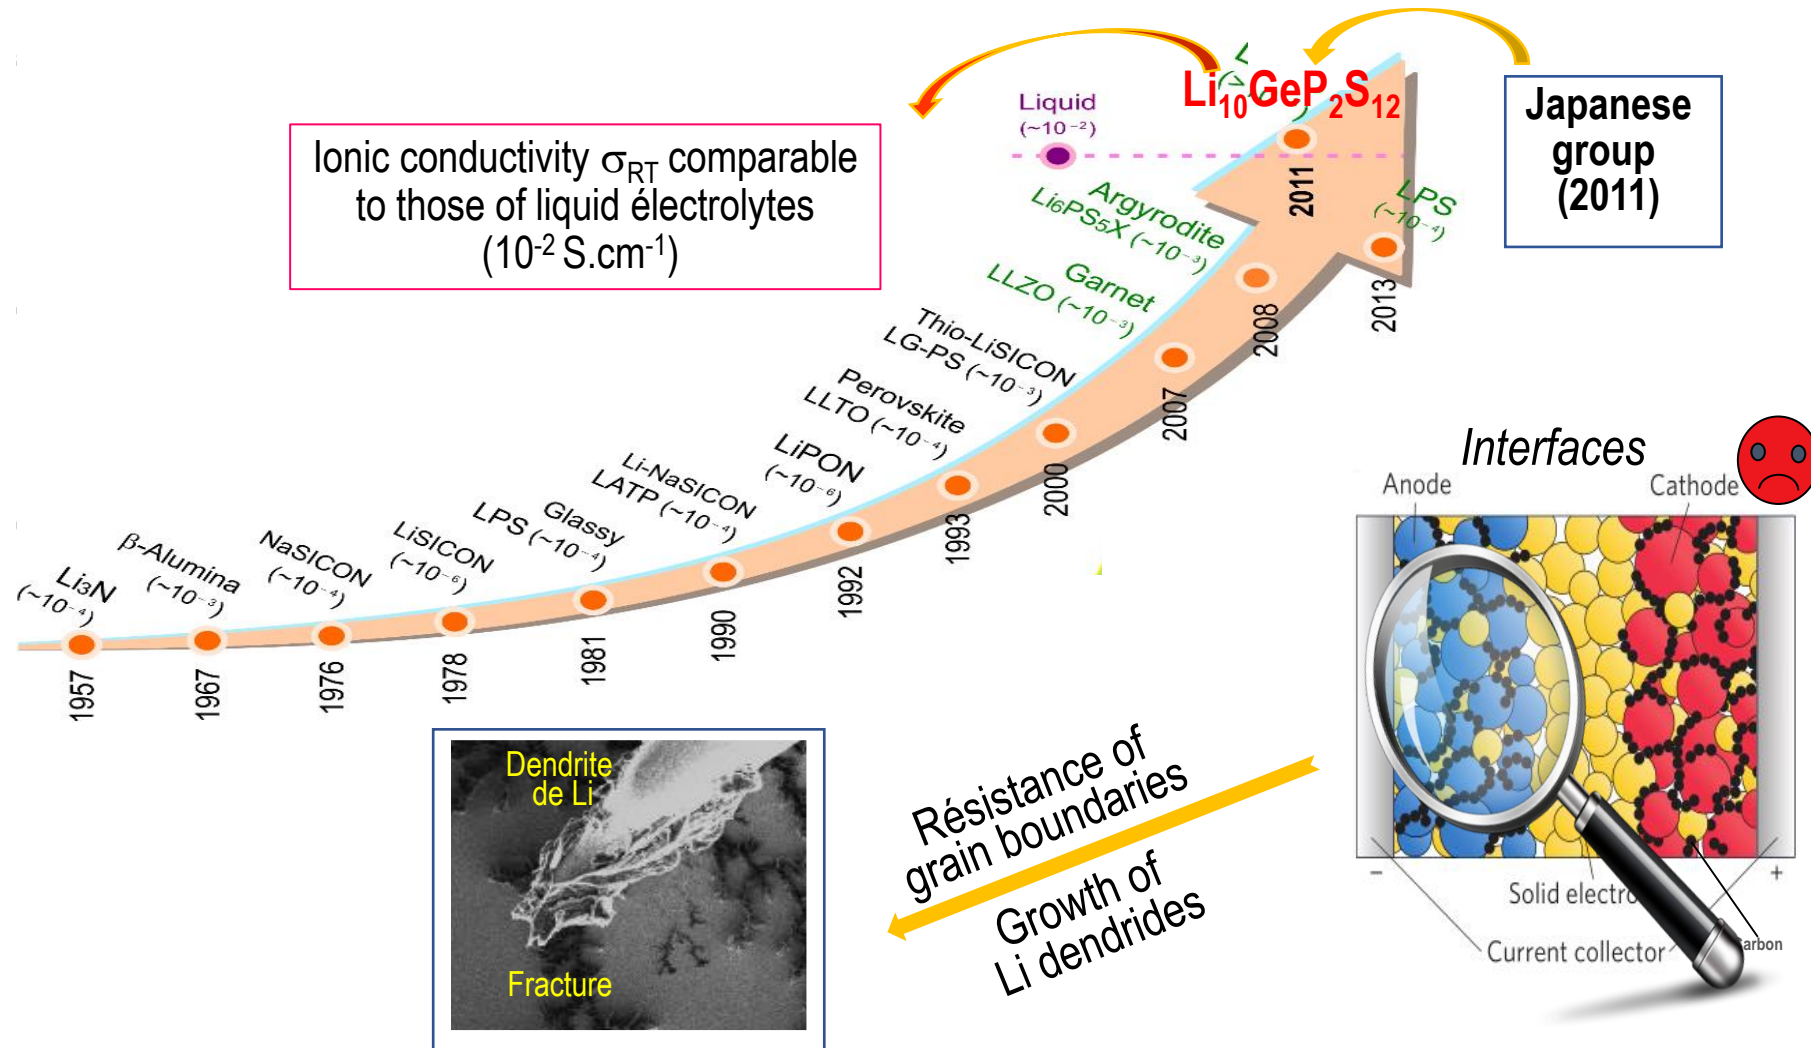 Ionic conductivity σRT comparable
to those of liquid électrolytes
(10-2 S.cm-1)
Liquid
(~10⁻²)
Li10GeP2S12
Japanese
group
(2011)
Li₃N
(~10⁻⁴)
β-Alumina
(~10⁻³)
NaSICON
(~10⁻⁴)
LiSICON
(~10⁻⁶)
Glassy
LPS (~10⁻⁴)
Li-NaSICON
LATP (~10⁻⁴)
LiPON
(~10⁻⁶)
Perovskite
LLTO (~10⁻⁴)
Thio-LiSICON
LG-PS (~10⁻³)
Garnet
LLZO (~10⁻³)
Argyrodite
Li₆PS₅X (~10⁻³)
LPS
(~10⁻⁴)
1957
1967
1976
1978
1981
1990
1992
1993
2000
2007
2008
2011
2013
Interfaces
Anode
Cathode
−
+
Solid electro
Current collector
arbon
Résistance of
grain boundaries
Growth of
Li dendrides
Dendrite
de Li
Fracture